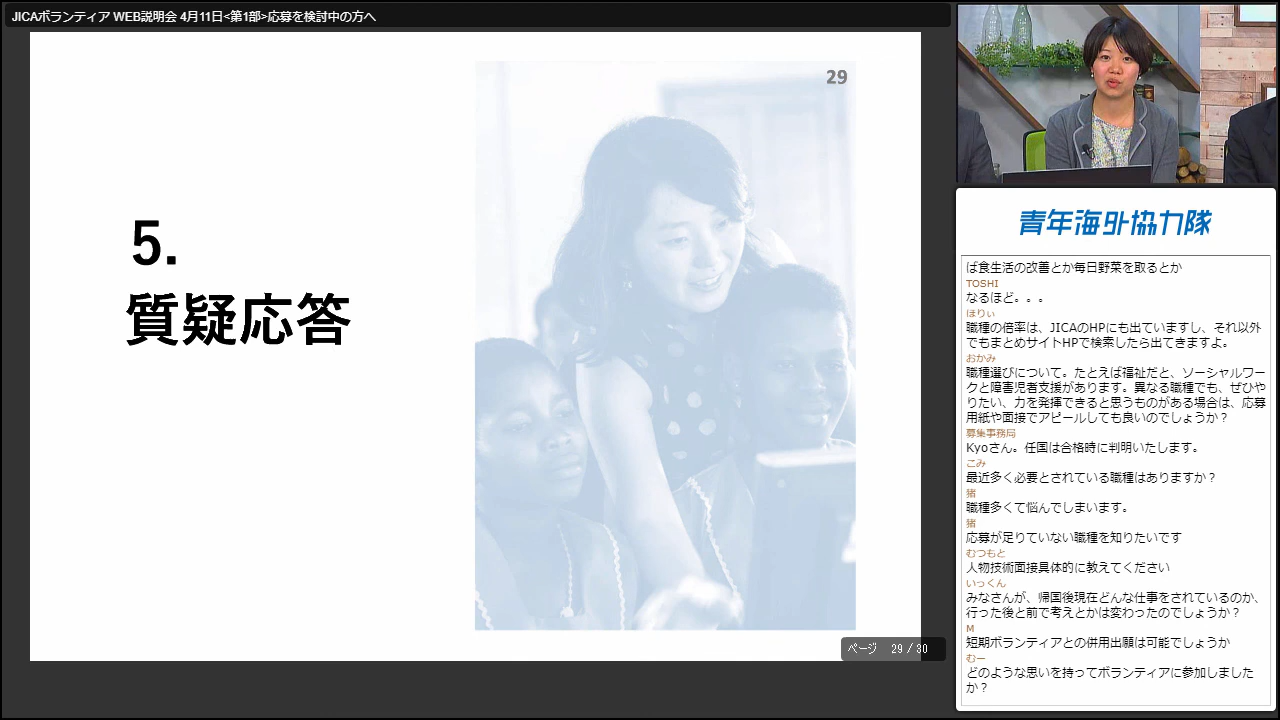 JICAボランティア WEB説明会 4月11日<第1部>応募を検討中の方へ
29
5.
質疑応答
ページ 29 / 30
青年海外協力隊
ば食生活の改善とか毎日野菜を取るとか
TOSHI
なるほど。。。
ほりぃ
職種の倍率は、JICAのHPにも出ていますし、それ以外
でもまとめサイトHPで検索したら出てきますよ。
おかみ
職種選びについて。たとえば福祉だと、ソーシャルワー
クと障害児者支援があります。異なる職種でも、ぜひや
りたい、力を発揮できると思うものがある場合は、応募
用紙や面接でアピールしても良いのでしょうか？
募集事務局
Kyoさん。任国は合格時に判明いたします。
こみ
最近多く必要とされている職種はありますか？
猪
職種多くて悩んでしまいます。
猪
応募が足りていない職種を知りたいです
むつもと
人物技術面接具体的に教えてください
いっくん
みなさんが、帰国後現在どんな仕事をされているのか、
行った後と前で考えとかは変わったのでしょうか？
M
短期ボランティアとの併用出願は可能でしょうか
むー
どのような思いを持ってボランティアに参加しました
か？